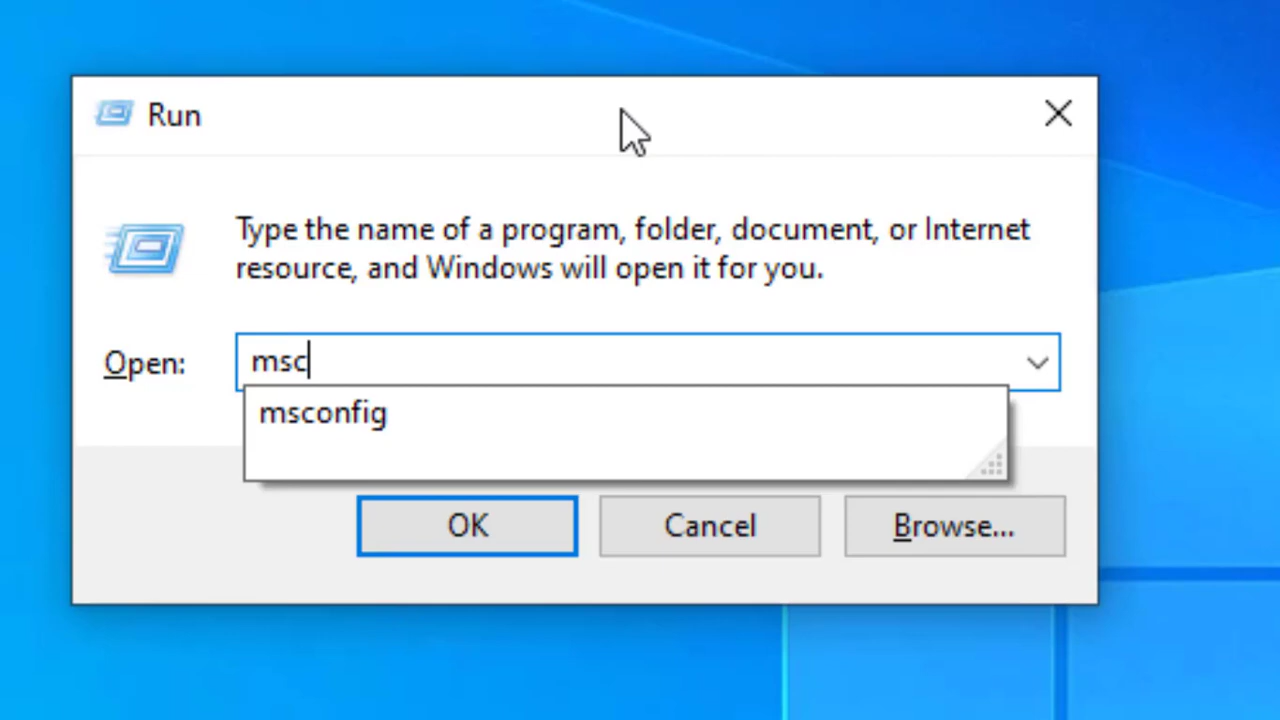 Run
Type the name of a program, folder, document, or Internet
resource, and Windows will open it for you.
Open: msc
msconfig
OK Cancel Browse...